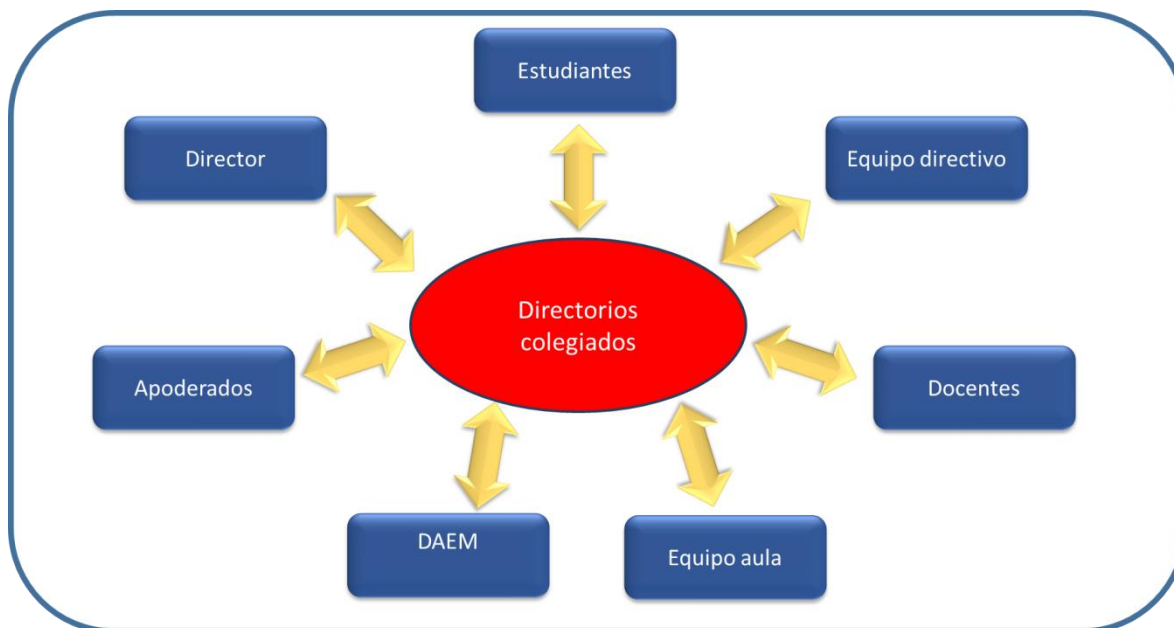 Estudiantes
Director
Equipo directivo
Directorios
colegiados
Apoderados
Docentes
DAEM
Equipo aula